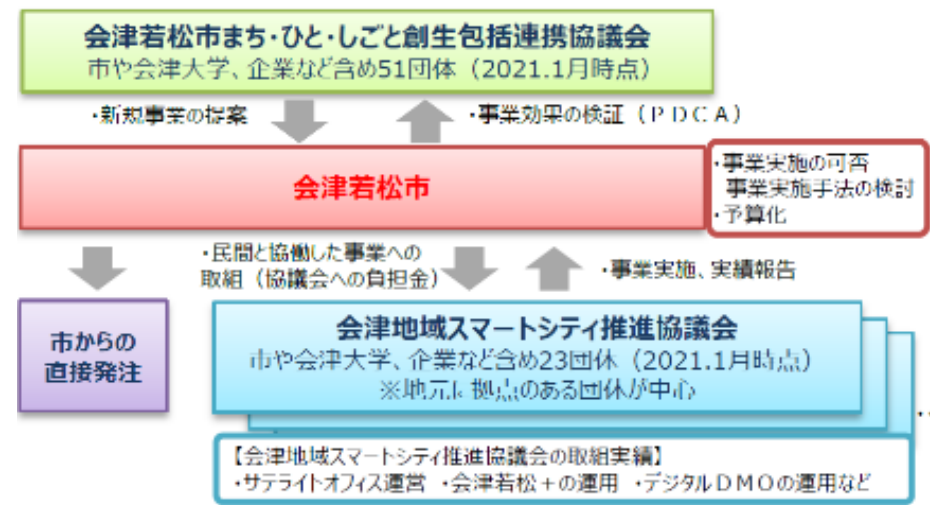 会津若松市まち・ひと・しごと創生包括連携協議会
市や会津大学、企業など含め51団体（2021.1月時点）
・新規事業の提案
・事業効果の検証（ＰＤＣＡ）
会津若松市
・事業実施の可否
事業実施手法の検討
・予算化
・民間と協働した事業への
取組（協議会への負担金）
・事業実施、実績報告
市からの
直接発注
会津地域スマートシティ推進協議会
市や会津大学、企業など含め23団体（2021.1月時点）
※地元に拠点のある団体が中心
・・
【会津地域スマートシティ推進協議会の取組実績】
・サテライトオフィス運営 ・会津若松＋の運用 ・デジタルＤＭＯの運用など